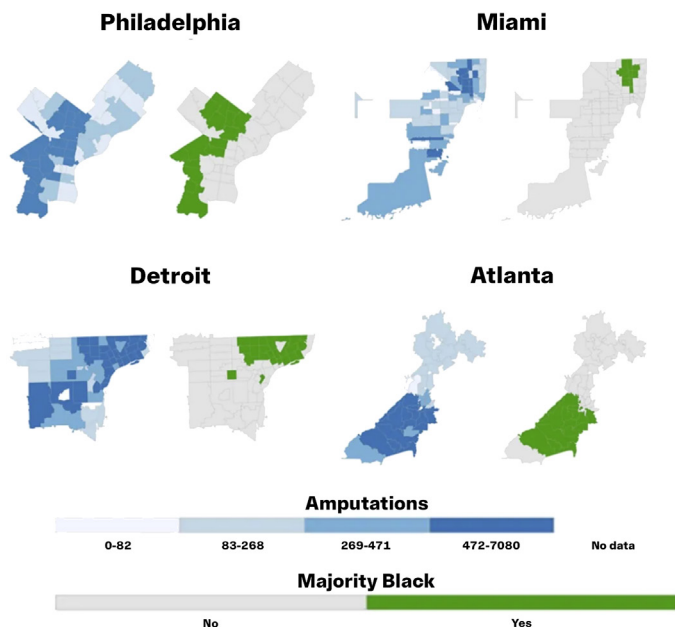 Philadelphia
Miami
Detroit
Atlanta
Amputations
0-82
83-268
269-471
472-7080
No data
Majority Black
No
Yes